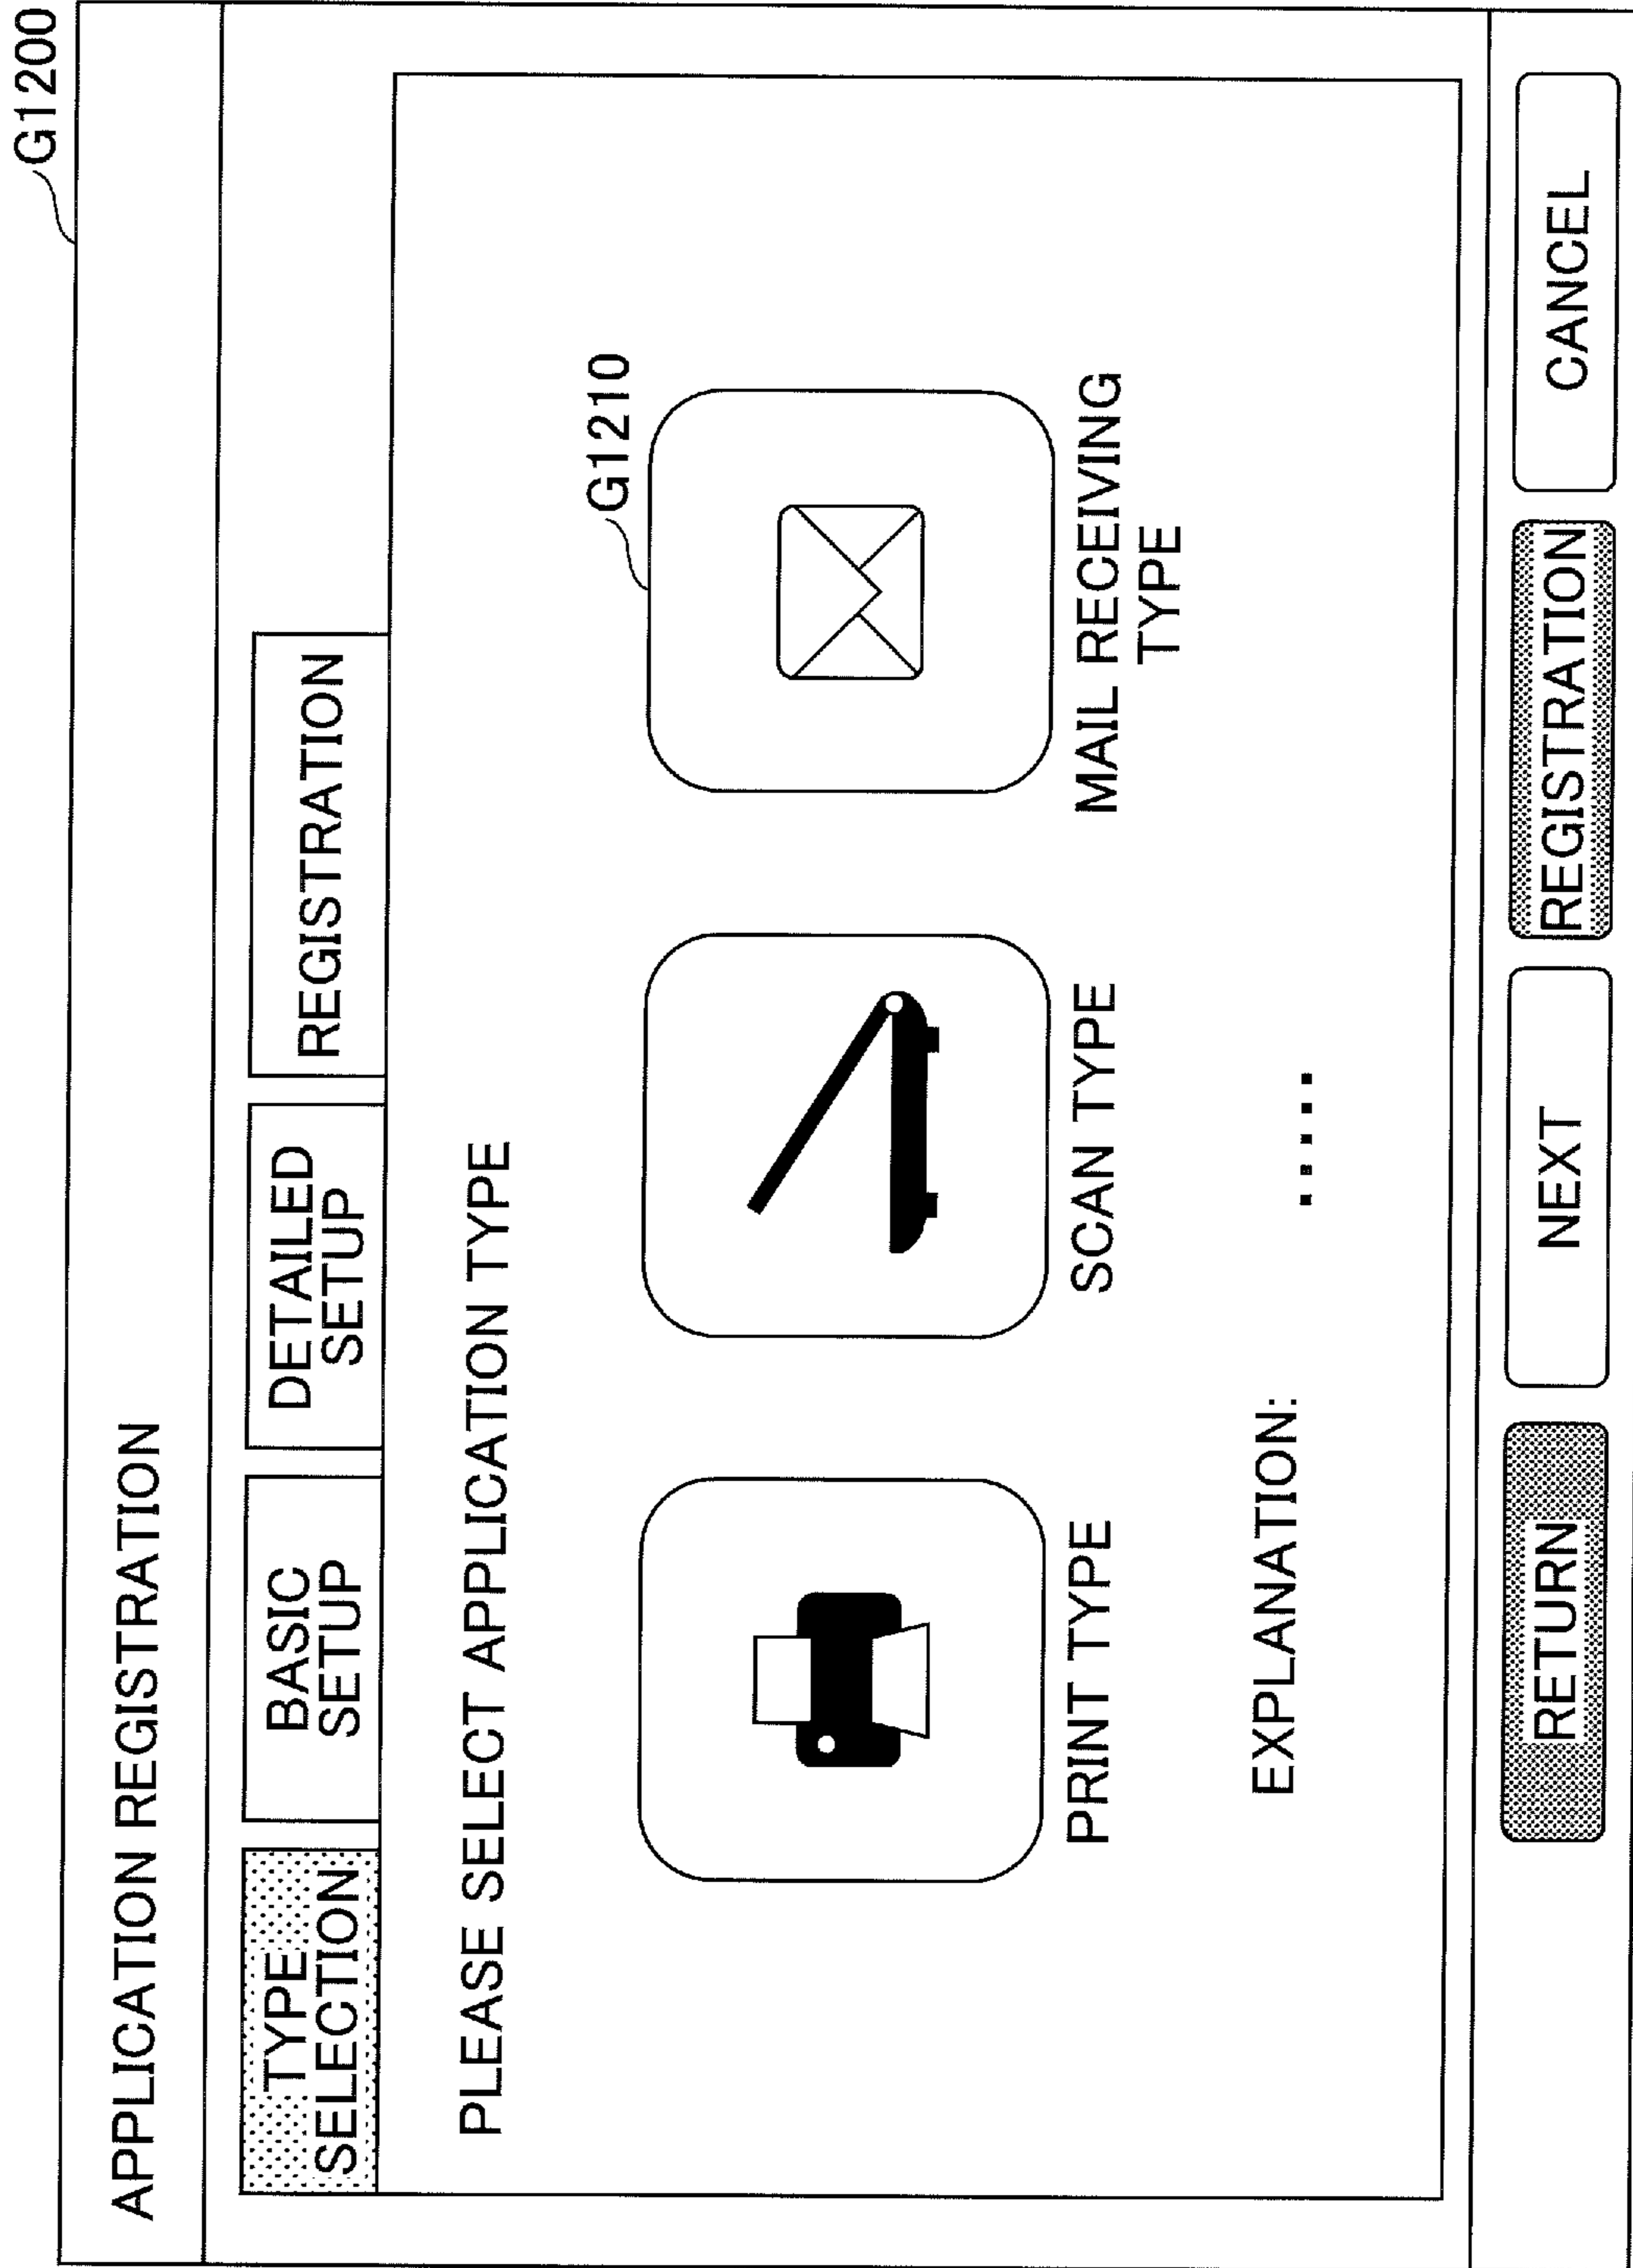 G1200
APPLICATION REGISTRATION
TYPE
SELECTION
BASIC
SETUP
DETAILED
SETUP
REGISTRATION
PLEASE SELECT APPLICATION TYPE
G1210
PRINT TYPE
SCAN TYPE
MAIL RECEIVING
TYPE
EXPLANATION:
.....
RETURN
NEXT
REGISTRATION
CANCEL